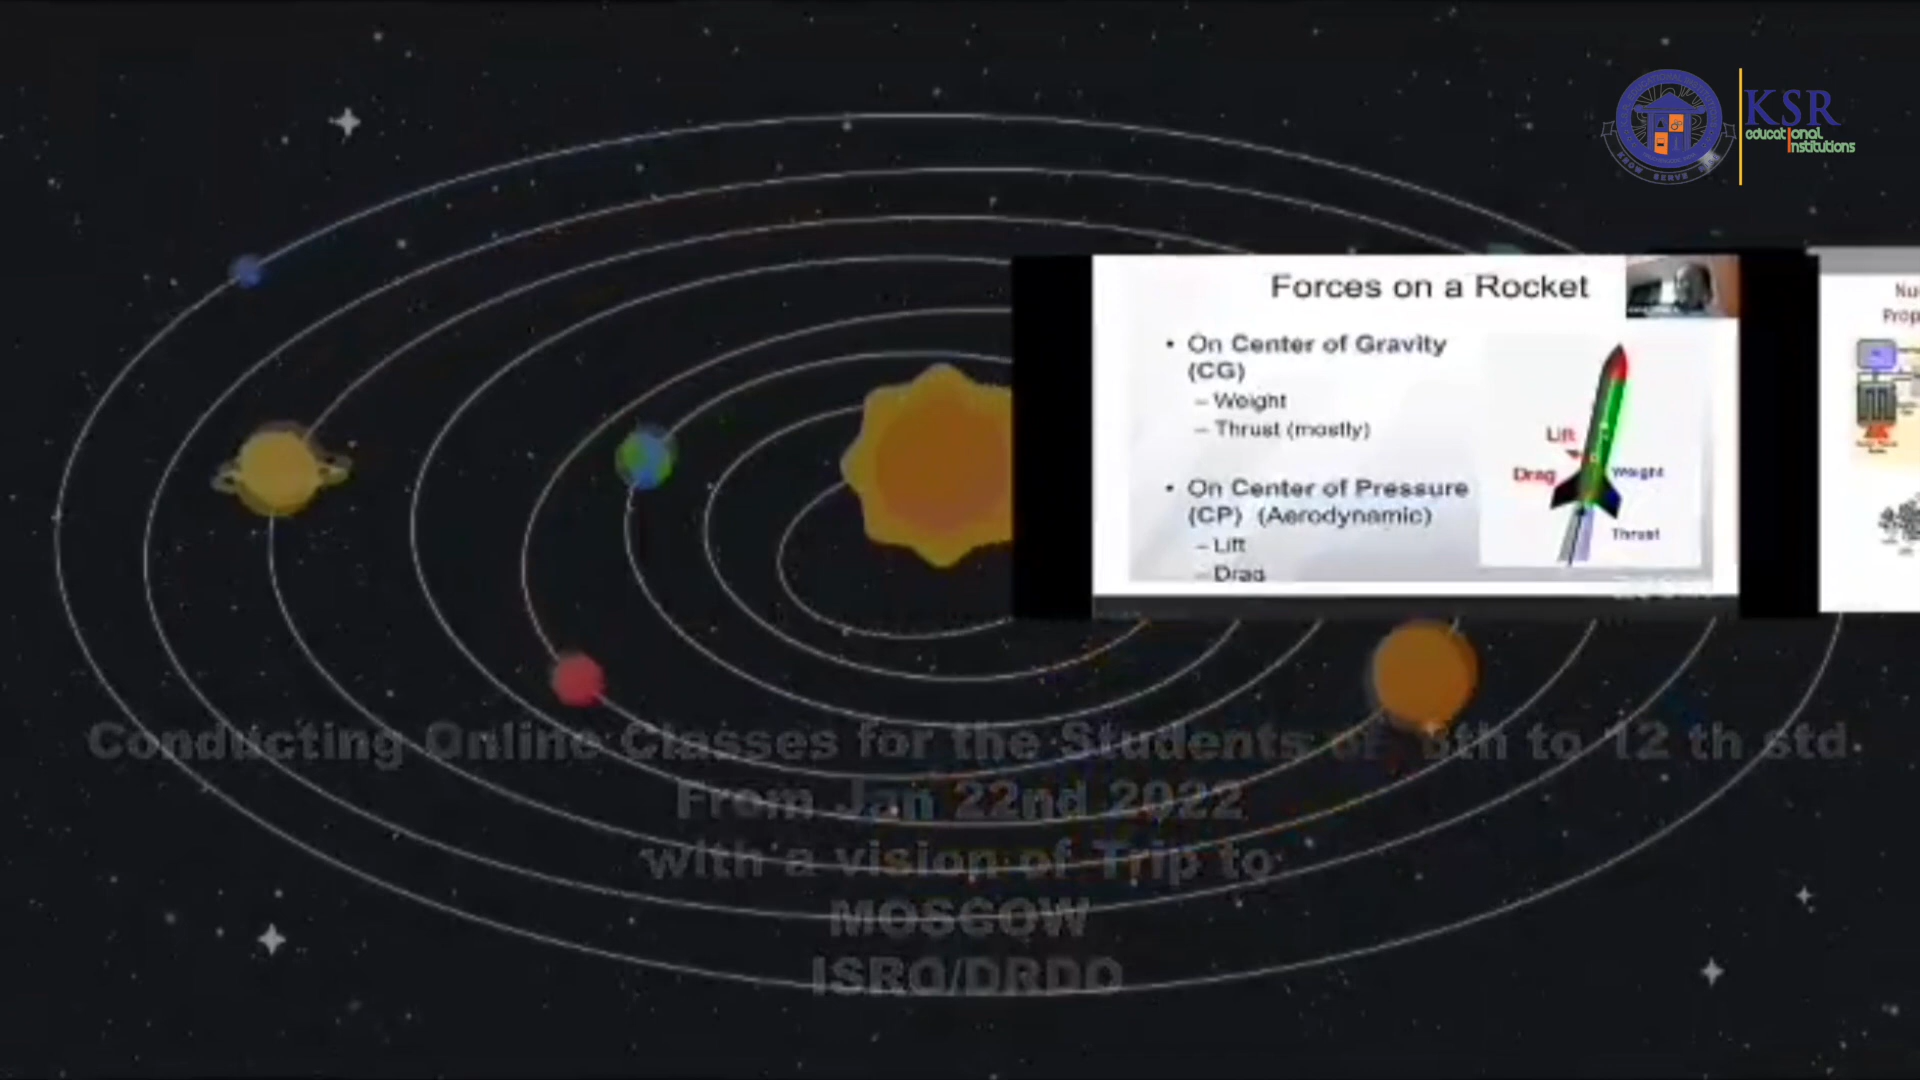 KSR
educational
Institutions
Forces on a Rocket
• On Center of Gravity
(CG)
– Weight
– Thrust (mostly)
• On Center of Pressure
(CP) (Aerodynamic)
– Lift
– Drag
Lift
Drag
Weight
Thrust
Nu
Prop
Conducting Online Classes for the Students of 8th to 12 th std
From Jan 22nd 2022
with a vision of Trip to
MOSCOW
ISRO/DRDO